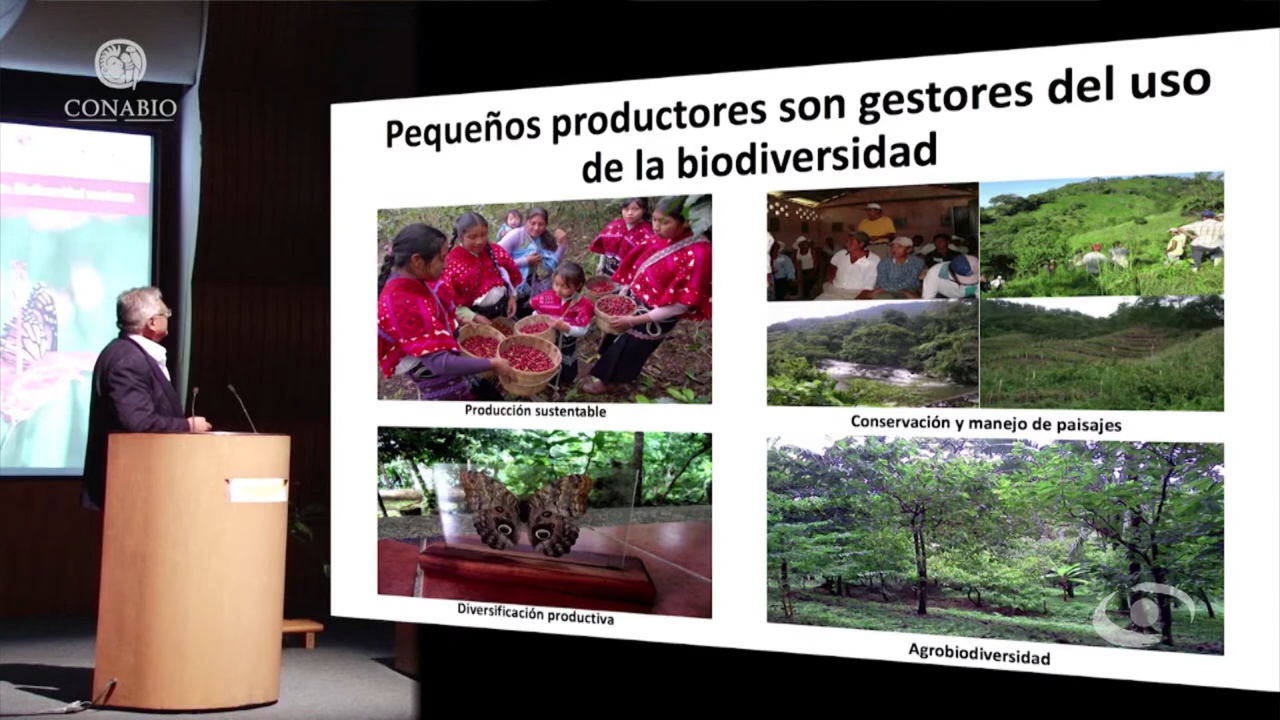 CONABIO
Pequeños productores son gestores del uso
de la biodiversidad
Producción sustentable
Conservación y manejo de paisajes
Diversificación productiva
Agrobiodiversidad